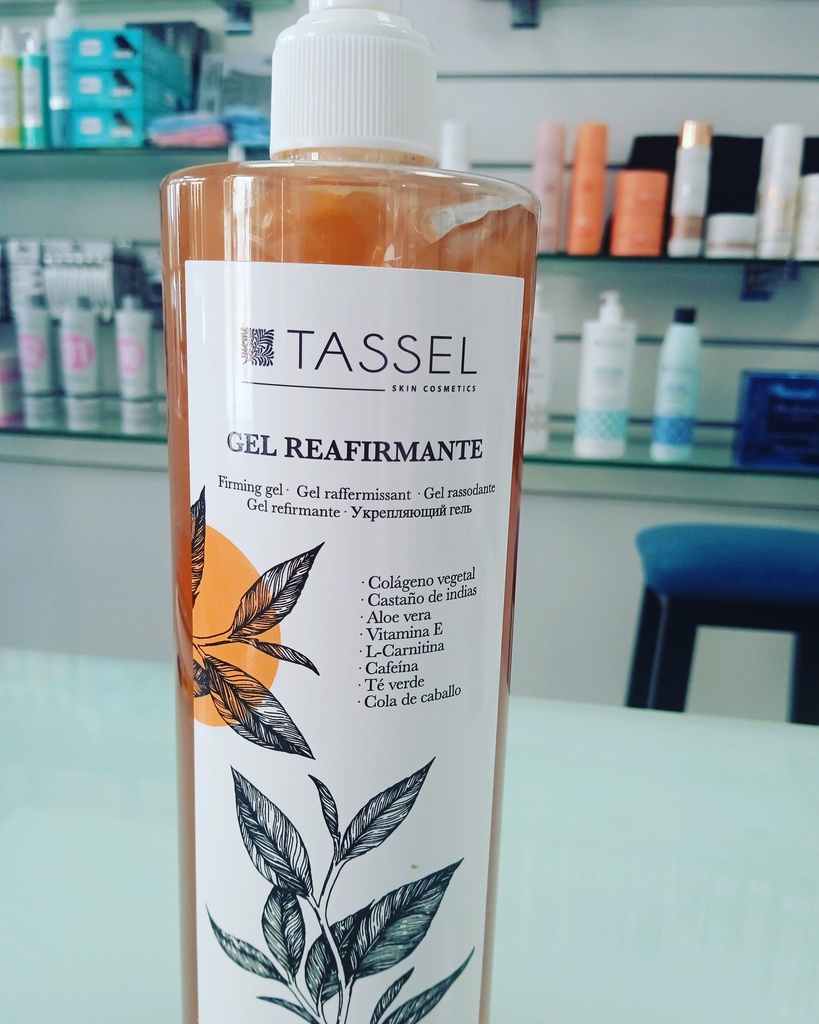 TASSEL
SKIN COSMETICS
GEL REAFIRMANTE
Firming gel · Gel raffermissant · Gel rassodante
Gel refirmante · Укрепляющий гель
· Colágeno vegetal
· Castaño de indias
· Aloe vera
· Vitamina E
· L-Carnitina
· Cafeína
· Té verde
· Cola de caballo